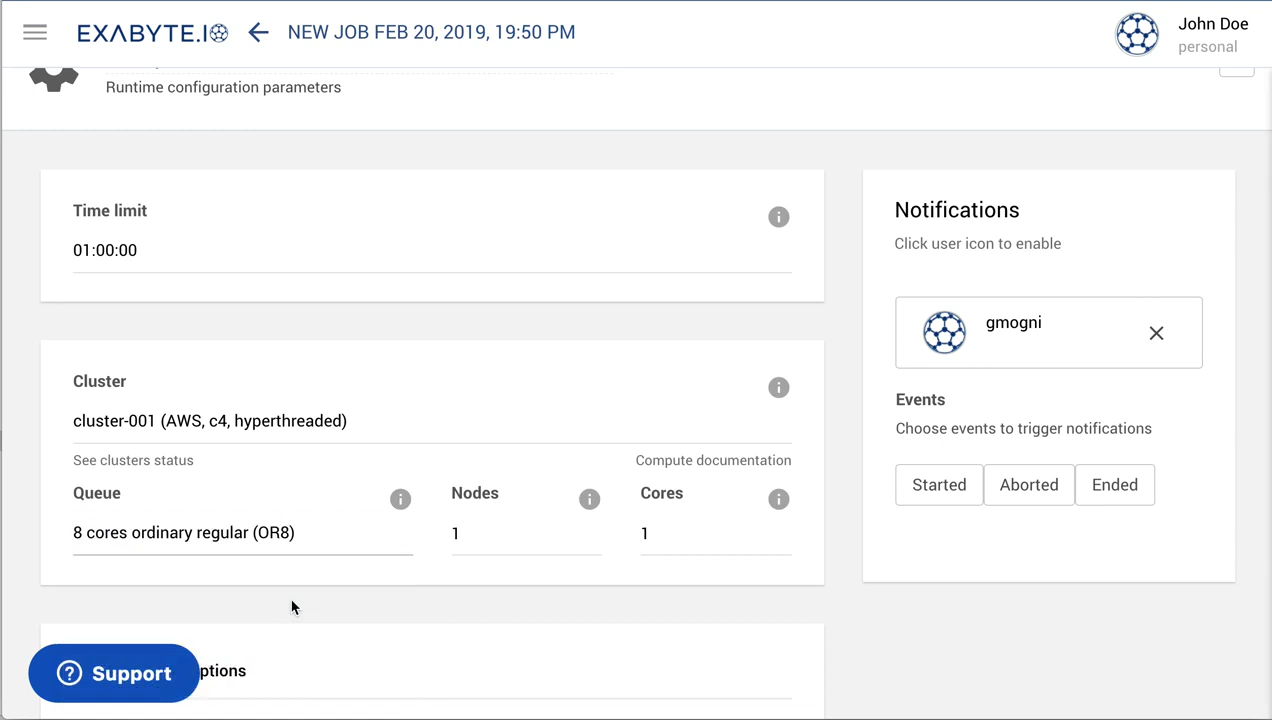 EXABYTE.IO
NEW JOB FEB 20, 2019, 19:50 PM
John Doe
personal
Runtime configuration parameters
Time limit
01:00:00
Cluster
cluster-001 (AWS, c4, hyperthreaded)
See clusters status
Compute documentation
Queue
Nodes
Cores
8 cores ordinary regular (OR8)
1
1
Notifications
Click user icon to enable
gmogni
Events
Choose events to trigger notifications
Started
Aborted
Ended
Support
ptions